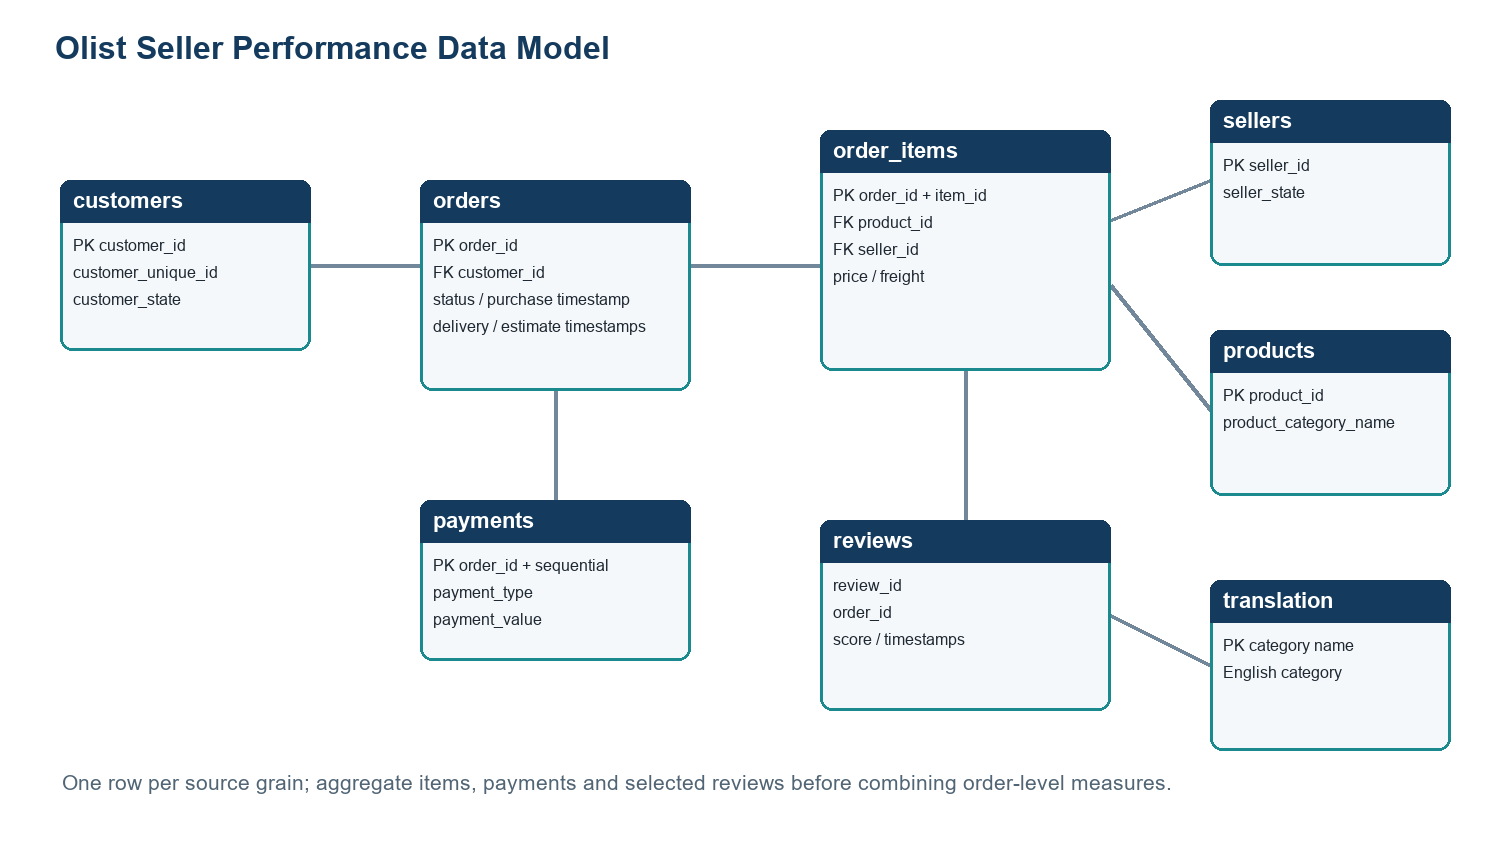 Olist Seller Performance Data Model
customers
PK customer_id
customer_unique_id
customer_state
orders
PK order_id
FK customer_id
status / purchase timestamp
delivery / estimate timestamps
order_items
PK order_id + item_id
FK product_id
FK seller_id
price / freight
sellers
PK seller_id
seller_state
products
PK product_id
product_category_name
payments
PK order_id + sequential
payment_type
payment_value
reviews
review_id
order_id
score / timestamps
translation
PK category name
English category
One row per source grain; aggregate items, payments and selected reviews before combining order-level measures.